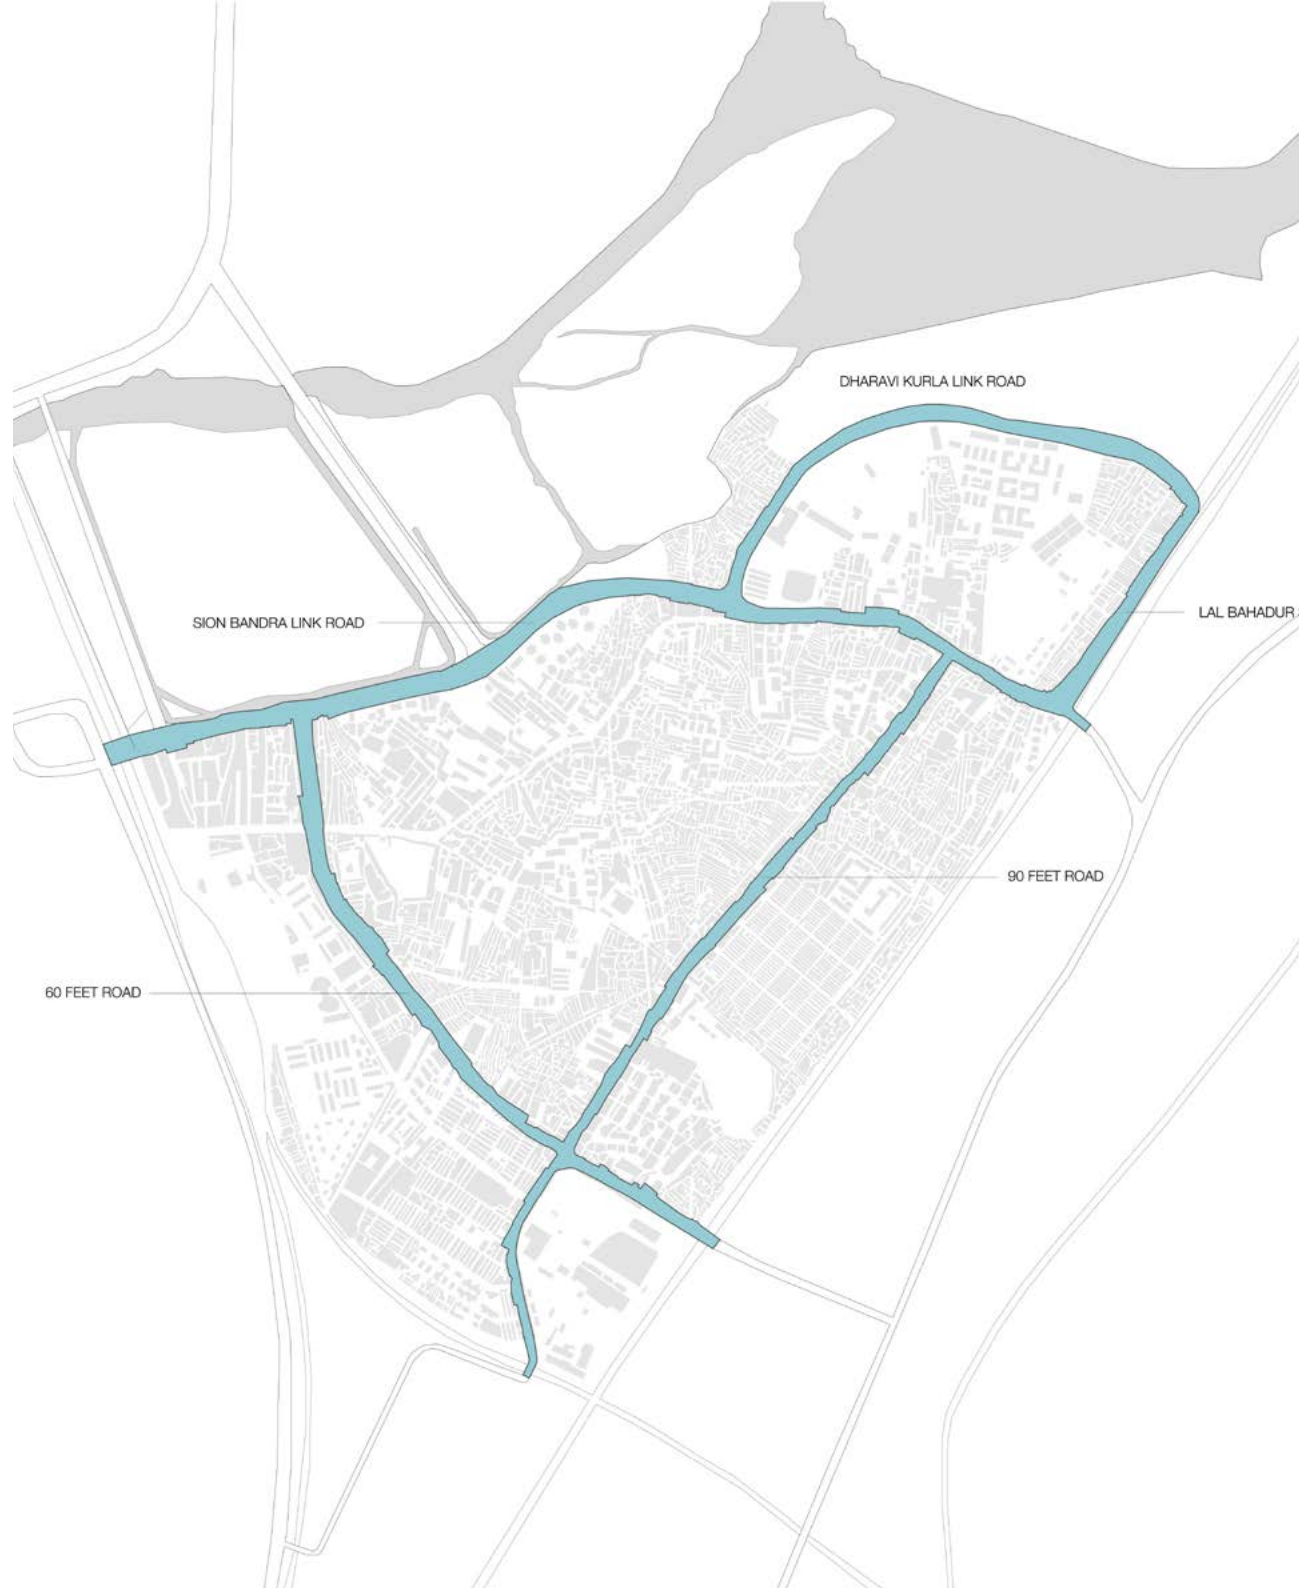 DHARAVI KURLA LINK ROAD
SION BANDRA LINK ROAD
LAL BAHADUR
90 FEET ROAD
60 FEET ROAD